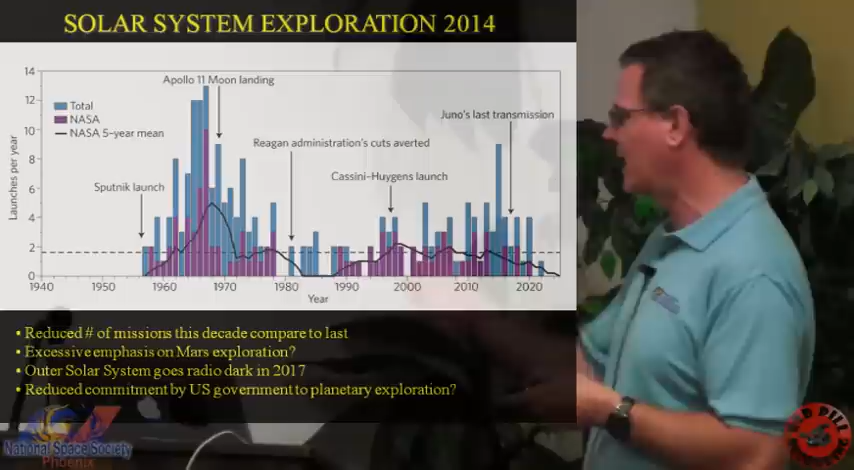 SOLAR SYSTEM EXPLORATION 2014
14
12
10
8
6
4
2
0
Launches per year
Total
NASA
NASA 5-year mean
Sputnik launch
Apollo 11 Moon landing
Reagan administration's cuts averted
Cassini–Huygens launch
Juno's last transmission
1940 1950 1960 1970 1980 1990 2000 2010 2020
Year
• Reduced # of missions this decade compare to last
• Excessive emphasis on Mars exploration?
• Outer Solar System goes radio dark in 2017
• Reduced commitment by US government to planetary exploration?
National Space Society
Phoenix
RED PILL